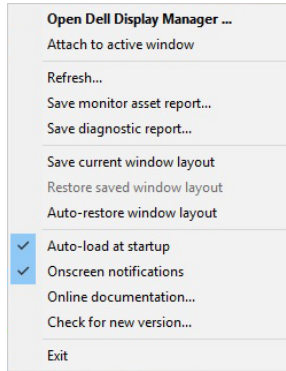 Open Dell Display Manager ...
Attach to active window
Refresh...
Save monitor asset report...
Save diagnostic report...
Save current window layout
Restore saved window layout
Auto-restore window layout
Auto-load at startup
Onscreen notifications
Online documentation...
Check for new version...
Exit